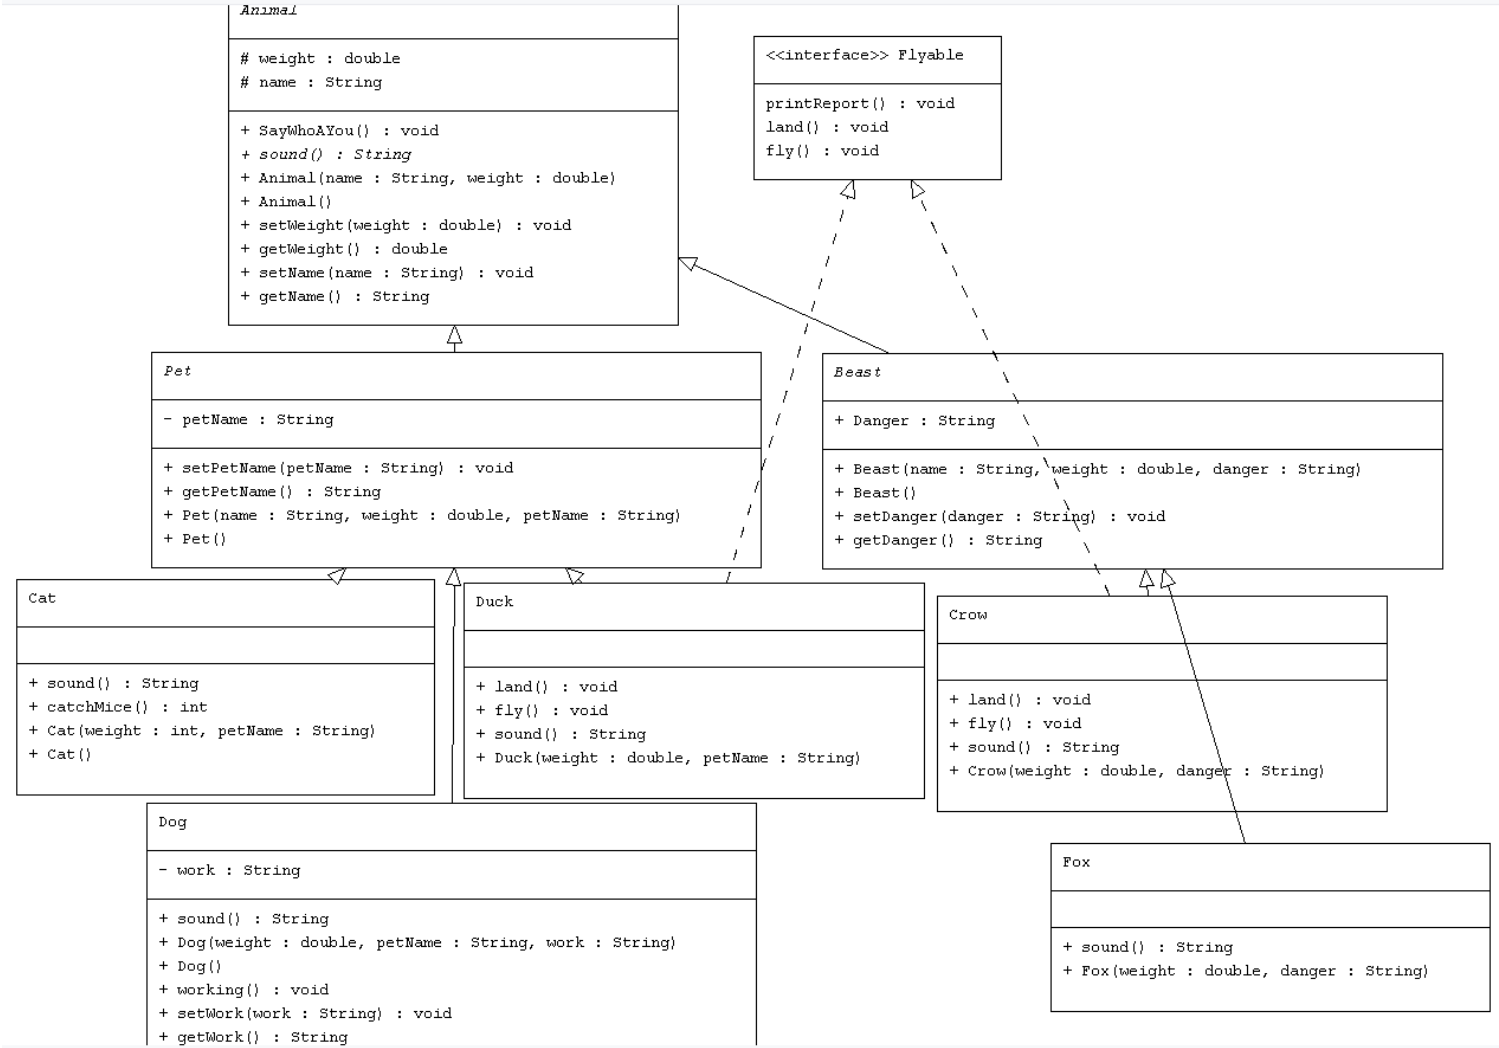 Animal
# weight : double
# name : String
+ SayWhoAYou() : void
+ sound() : String
+ Animal(name : String, weight : double)
+ Animal()
+ setWeight(weight : double) : void
+ getWeight() : double
+ setName(name : String) : void
+ getName() : String
<<interface>> Flyable
printReport() : void
land() : void
fly() : void
Pet
- petName : String
+ setPetName(petName : String) : void
+ getPetName() : String
+ Pet(name : String, weight : double, petName : String)
+ Pet()
Beast
+ Danger : String
+ Beast(name : String, weight : double, danger : String)
+ Beast()
+ setDanger(danger : String) : void
+ getDanger() : String
Cat
+ sound() : String
+ catchMice() : int
+ Cat(weight : int, petName : String)
+ Cat()
Duck
+ land() : void
+ fly() : void
+ sound() : String
+ Duck(weight : double, petName : String)
Crow
+ land() : void
+ fly() : void
+ sound() : String
+ Crow(weight : double, danger : String)
Dog
- work : String
+ sound() : String
+ Dog(weight : double, petName : String, work : String)
+ Dog()
+ working() : void
+ setWork(work : String) : void
+ getWork() : String
Fox
+ sound() : String
+ Fox(weight : double, danger : String)